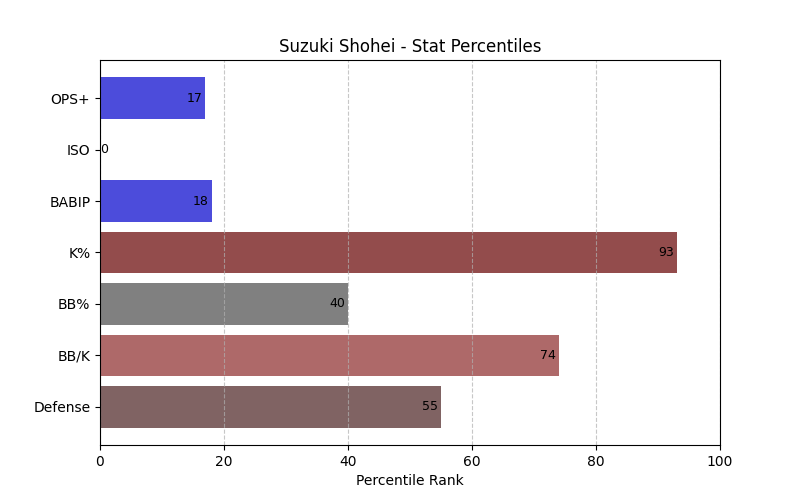 Suzuki Shohei - Stat Percentiles
OPS+ 17
ISO 0
BABIP 18
K% 93
BB% 40
BB/K 74
Defense 55
0 20 40 60 80 100
Percentile Rank